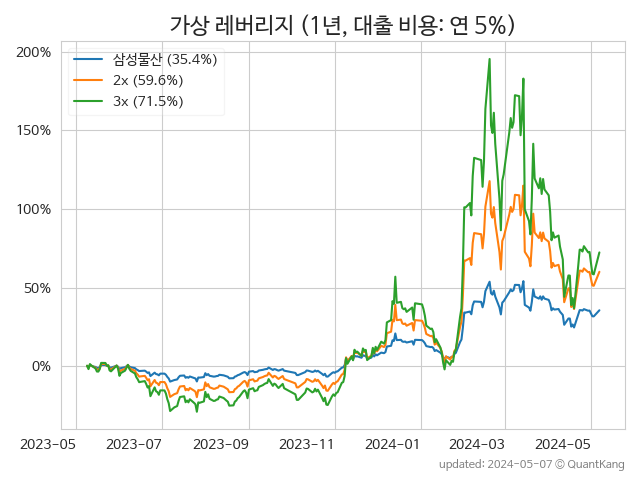 가상 레버리지 (1년, 대출 비용: 연 5%)
200%
삼성물산 (35.4%)
2x (59.6%)
3x (71.5%)
150%
100%
50%
0%
2023-05 2023-07 2023-09 2023-11 2024-01 2024-03 2024-05
updated: 2024-05-07 © QuantKang